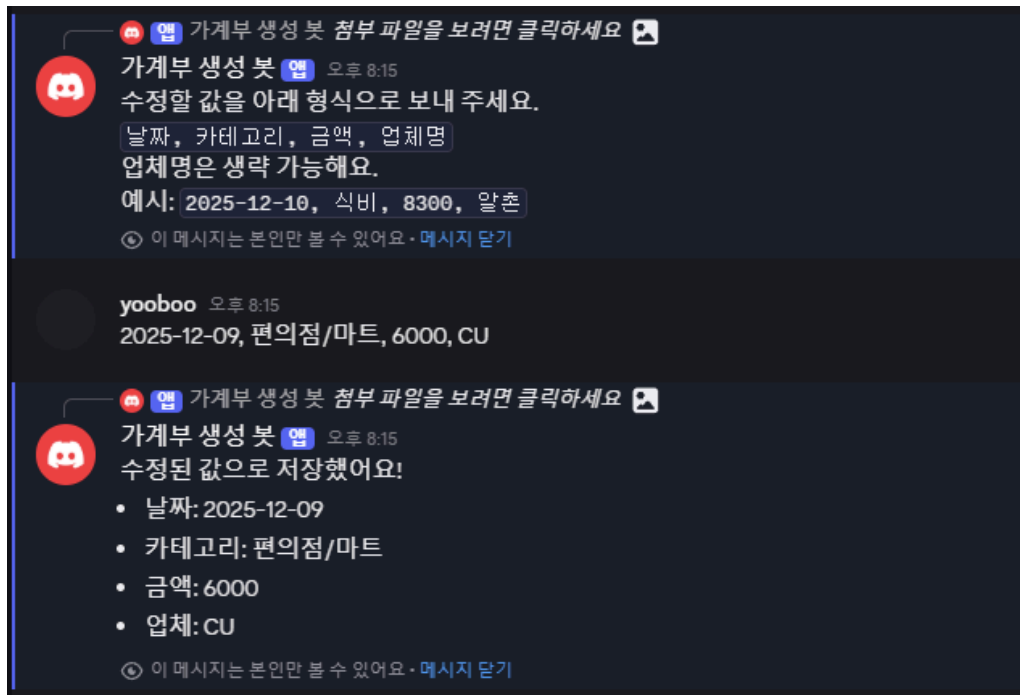 앱 가계부 생성 봇 첨부 파일을 보려면 클릭하세요
가계부 생성 봇 앱 오후 8:15
수정할 값을 아래 형식으로 보내 주세요.
날짜, 카테고리, 금액, 업체명
업체명은 생략 가능해요.
예시: 2025-12-10, 식비, 8300, 알촌
이 메시지는 본인만 볼 수 있어요 • 메시지 닫기
yooboo 오후 8:15
2025-12-09, 편의점/마트, 6000, CU
앱 가계부 생성 봇 첨부 파일을 보려면 클릭하세요
가계부 생성 봇 앱 오후 8:15
수정된 값으로 저장했어요!
• 날짜: 2025-12-09
• 카테고리: 편의점/마트
• 금액: 6000
• 업체: CU
이 메시지는 본인만 볼 수 있어요 • 메시지 닫기